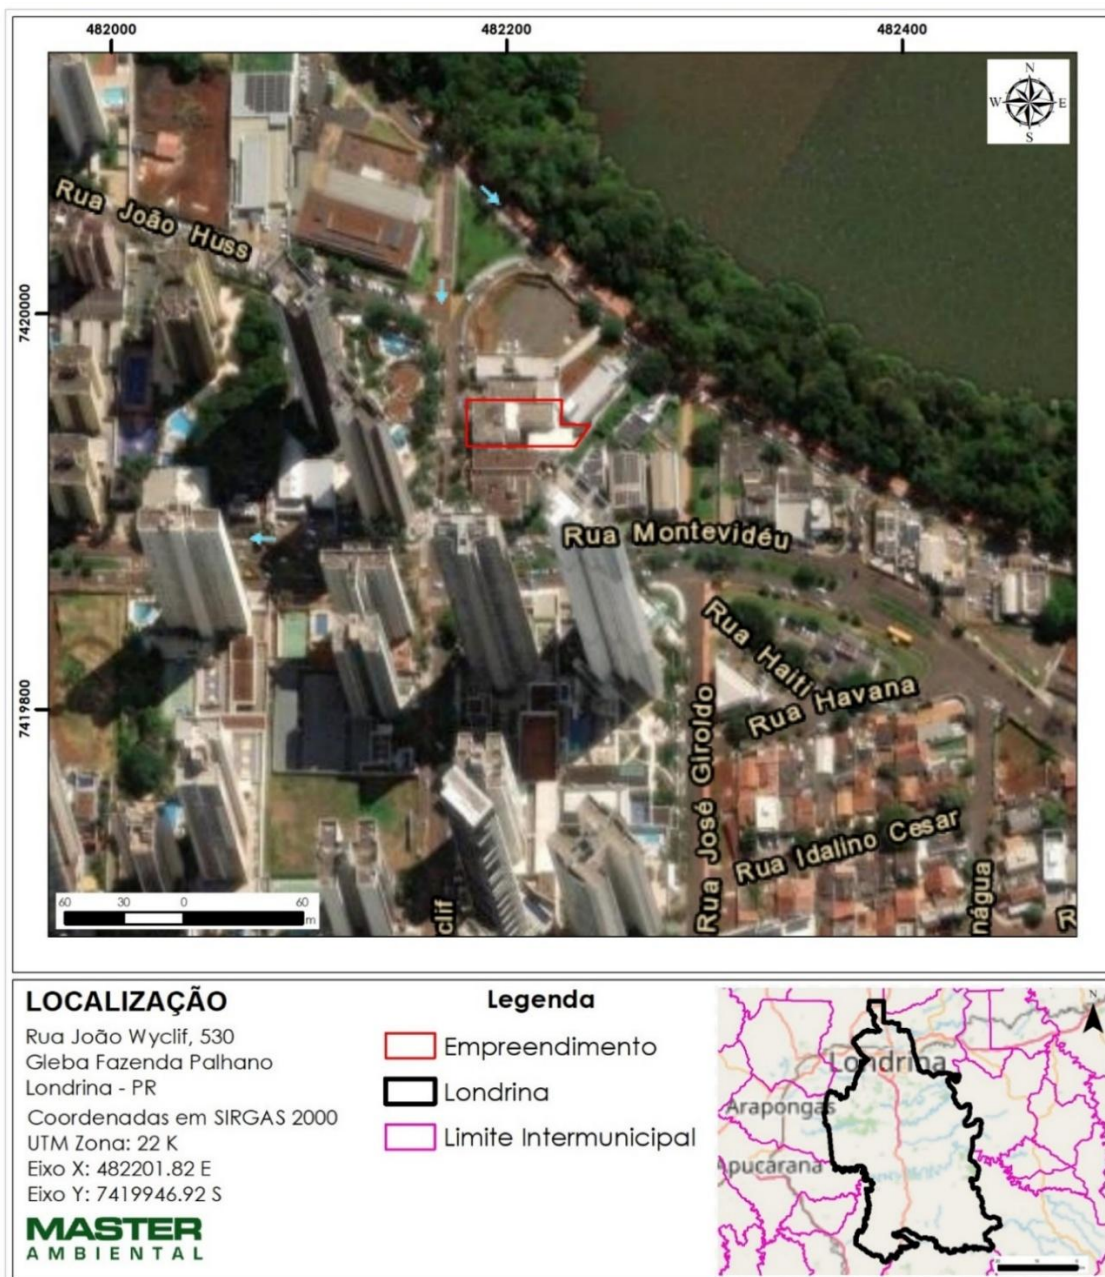 482000 482200 482400
N
W E
S
Rua João Huss
7420000
Rua Montevidéu
Rua Haiti
Rua Havana
7419800
Rua José Giroldo
Rua Idalino Cesar
clif
nágua
R
60 30 0 60
m
LOCALIZAÇÃO
Rua João Wyclif, 530
Gleba Fazenda Palhano
Londrina - PR
Coordenadas em SIRGAS 2000
UTM Zona: 22 K
Eixo X: 482201.82 E
Eixo Y: 7419946.92 S
MASTER
AMBIENTAL
Legenda
Empreendimento
Londrina
Limite Intermunicipal
N
Londrina
Arapongas
Apucarana